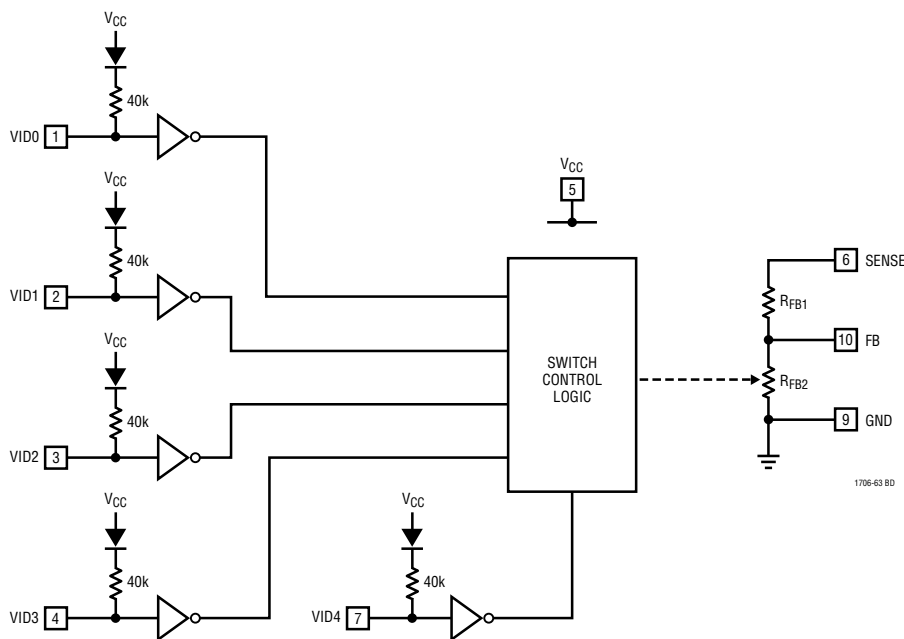 VCC
40k
VID0 1
VCC
40k
VID1 2
VCC
40k
VID2 3
VCC
40k
VID3 4
VCC
40k
VID4 7
VCC
5
SWITCH
CONTROL
LOGIC
6 SENSE
RFB1
10 FB
RFB2
9 GND
1706-63 BD